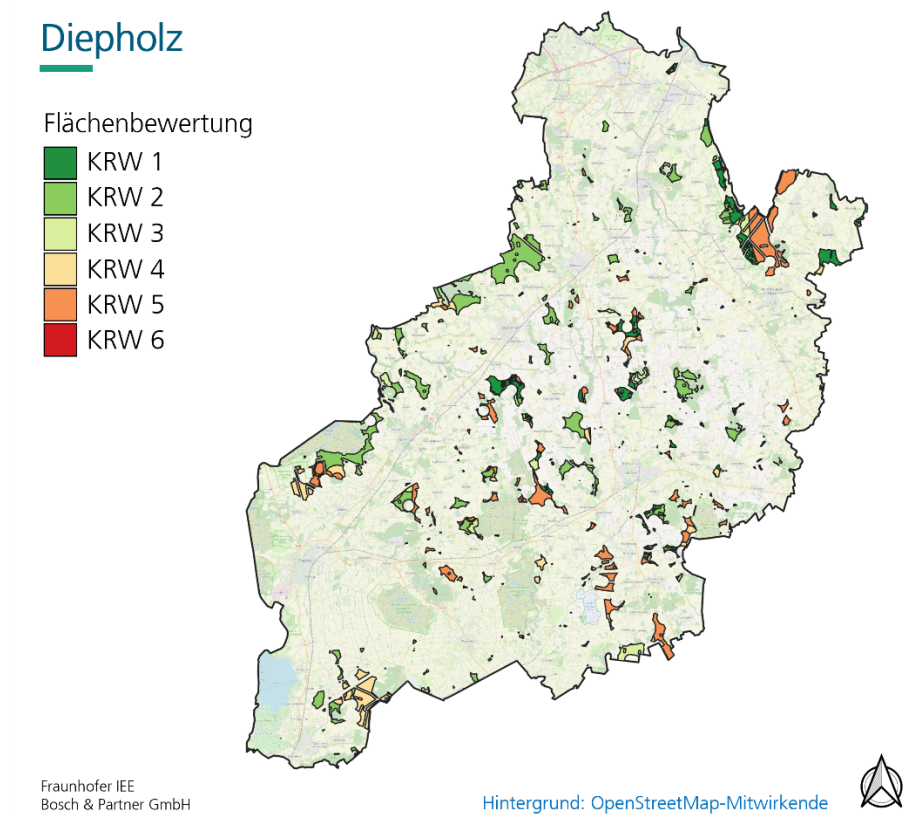 Diepholz
Flächenbewertung
KRW 1
KRW 2
KRW 3
KRW 4
KRW 5
KRW 6
Fraunhofer IEE
Bosch & Partner GmbH
Hintergrund: OpenStreetMap-Mitwirkende